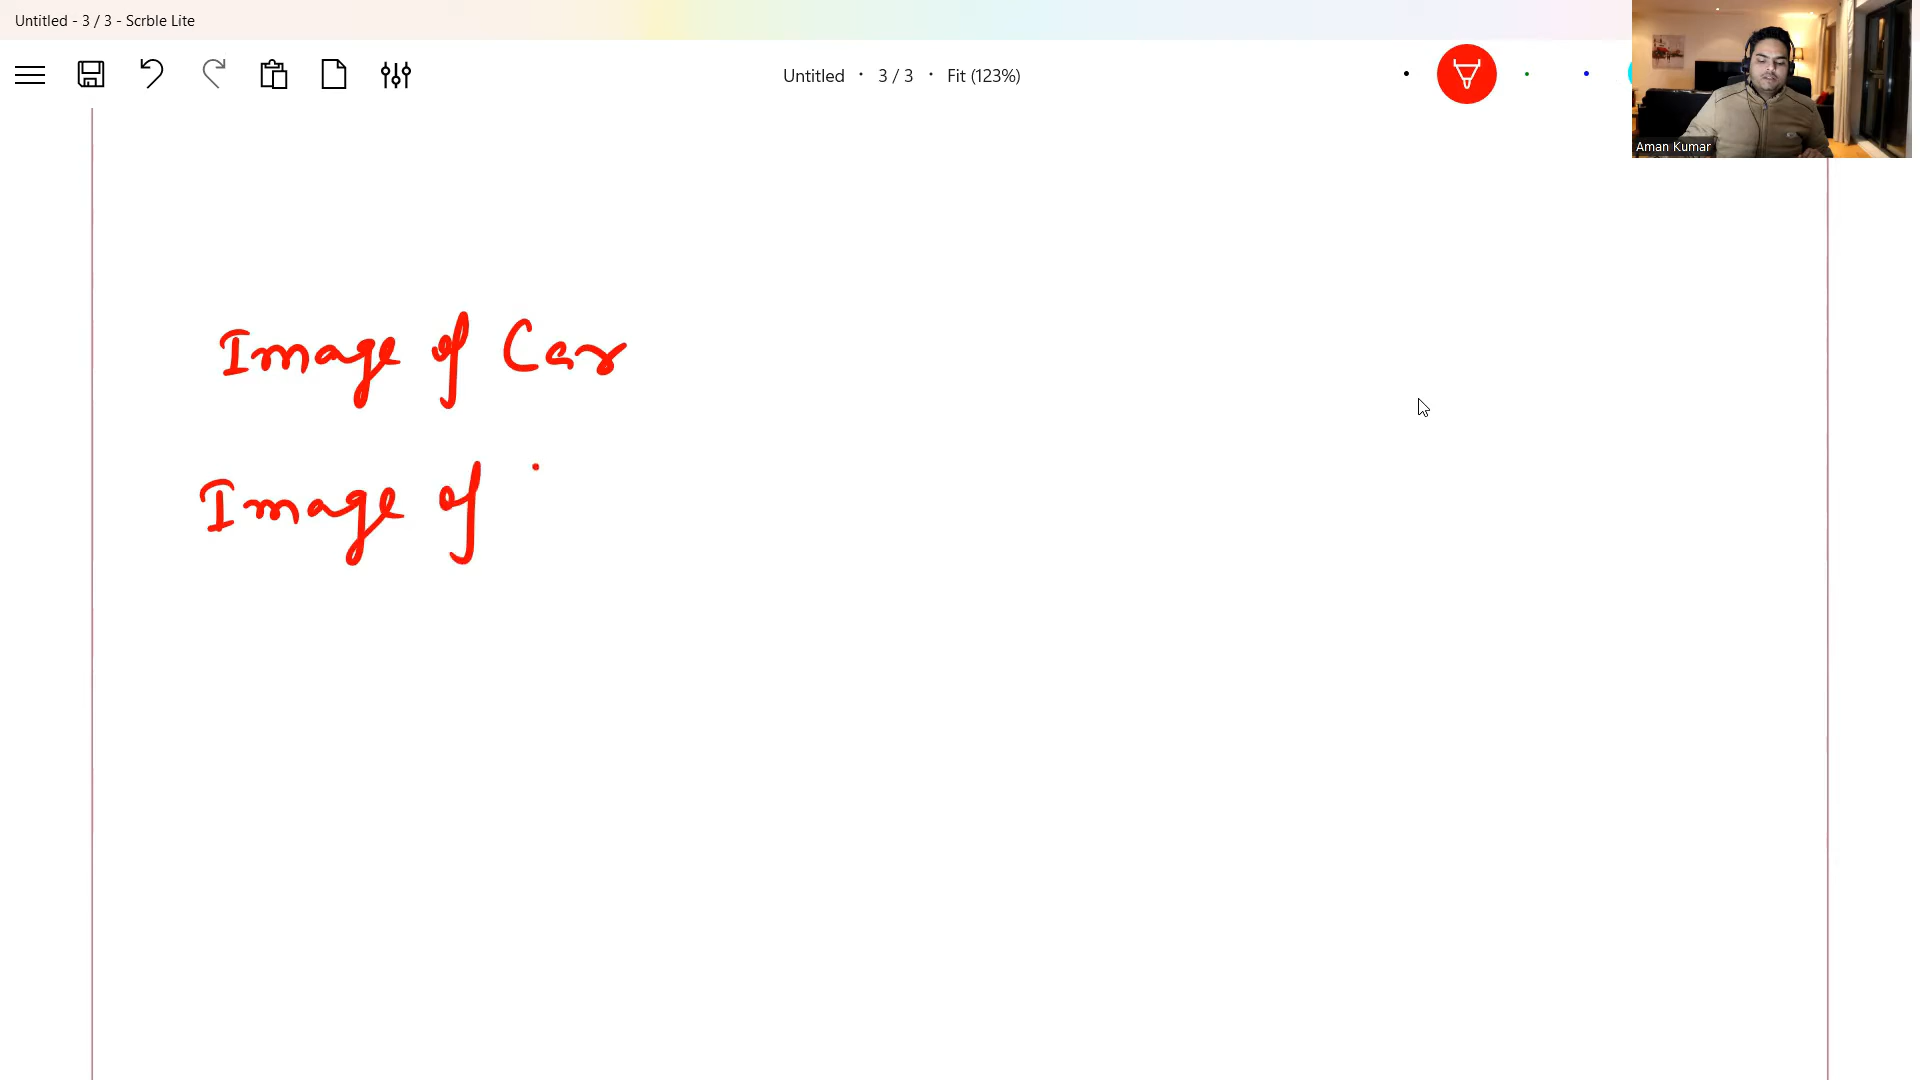 Untitled - 3 / 3 - Scrble Lite
Untitled · 3 / 3 · Fit (123%)
Aman Kumar
Image of Car
Image of